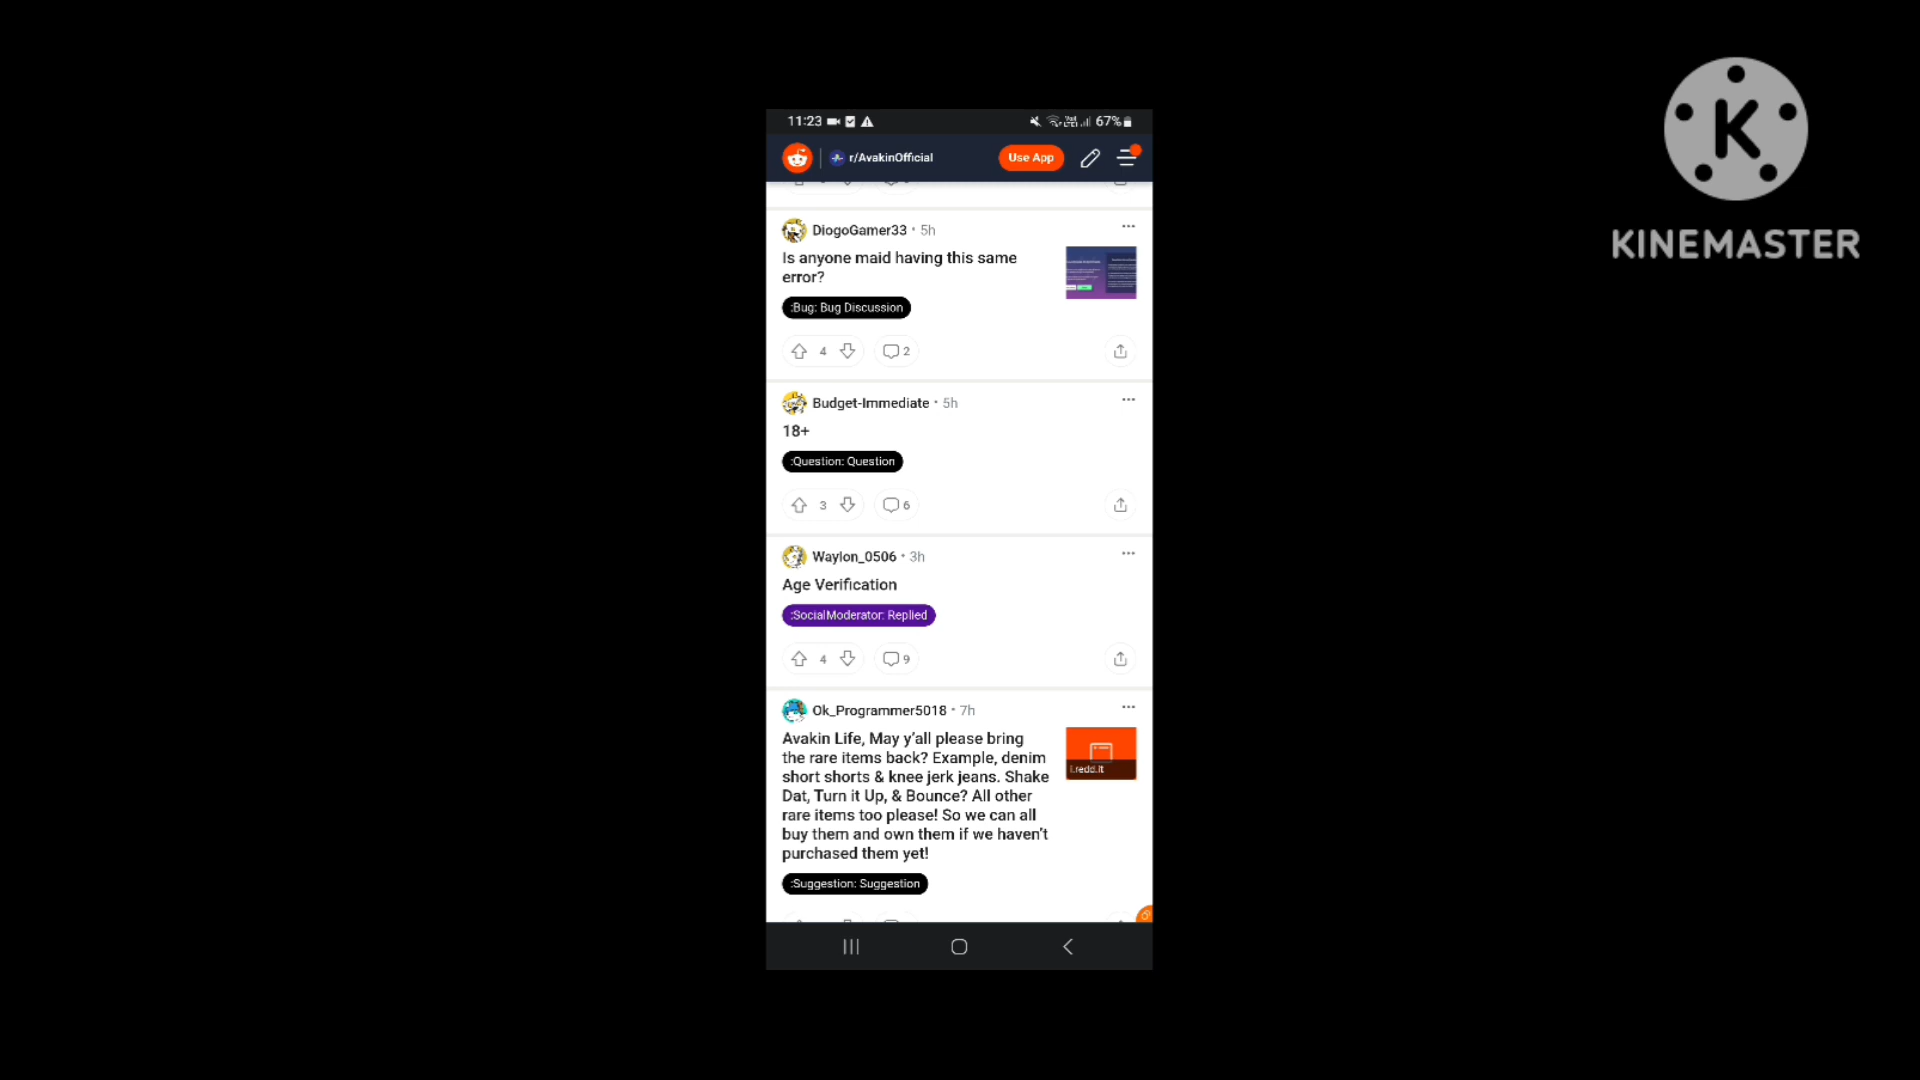 11:23 67%
r/AvakinOfficial Use App
DiogoGamer33 • 5h
Is anyone maid having this same
error?
:Bug: Bug Discussion
4 2
Budget-Immediate • 5h
18+
:Question: Question
3 6
Waylon_0506 • 3h
Age Verification
:SocialModerator: Replied
4 9
Ok_Programmer5018 • 7h
Avakin Life, May y'all please bring
the rare items back? Example, denim
short shorts & knee jerk jeans. Shake
Dat, Turn it Up, & Bounce? All other
rare items too please! So we can all
buy them and own them if we haven't
purchased them yet!
i.redd.it
:Suggestion: Suggestion
K
KINEMASTER